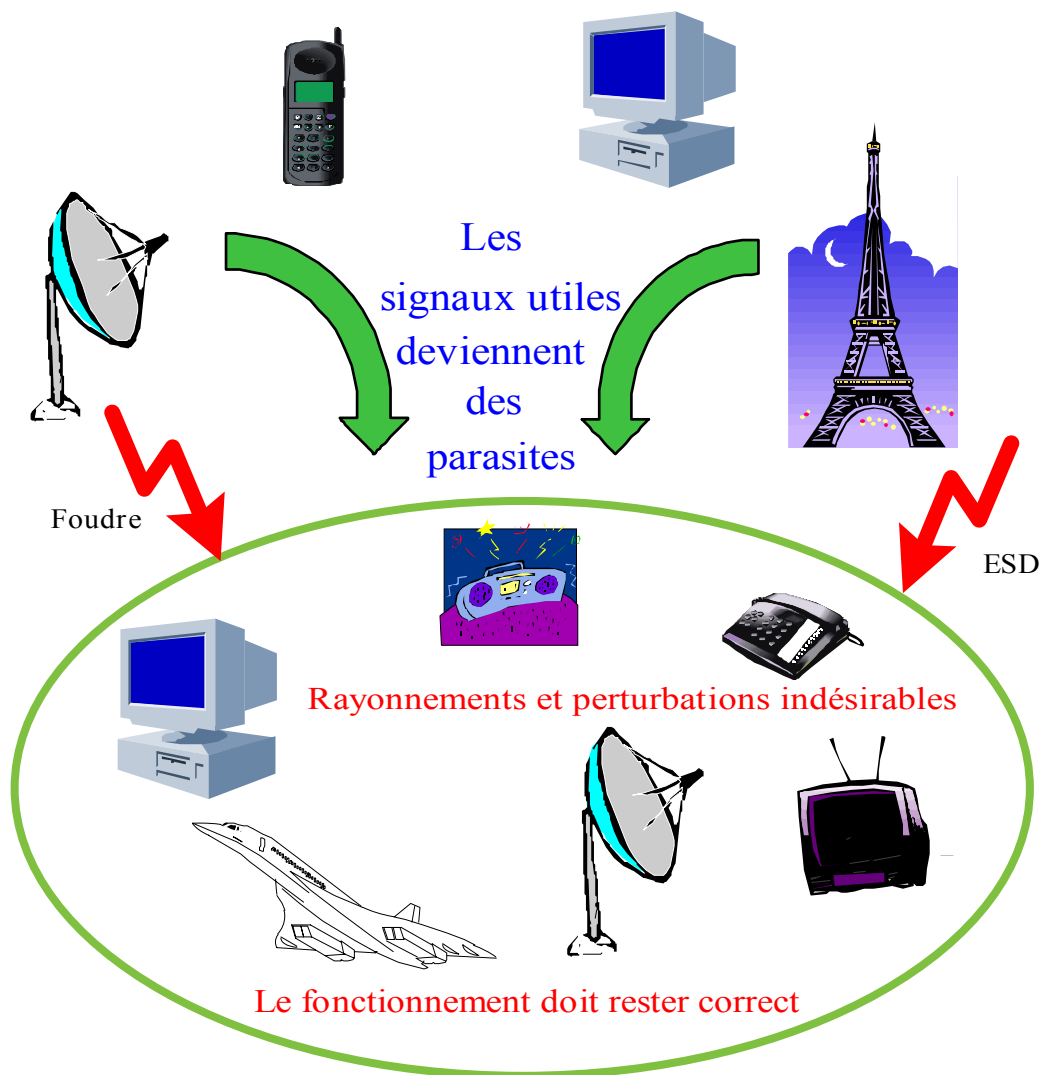 Les
signaux utiles
deviennent
des
parasites
Foudre
ESD
Rayonnements et perturbations indésirables
Le fonctionnement doit rester correct